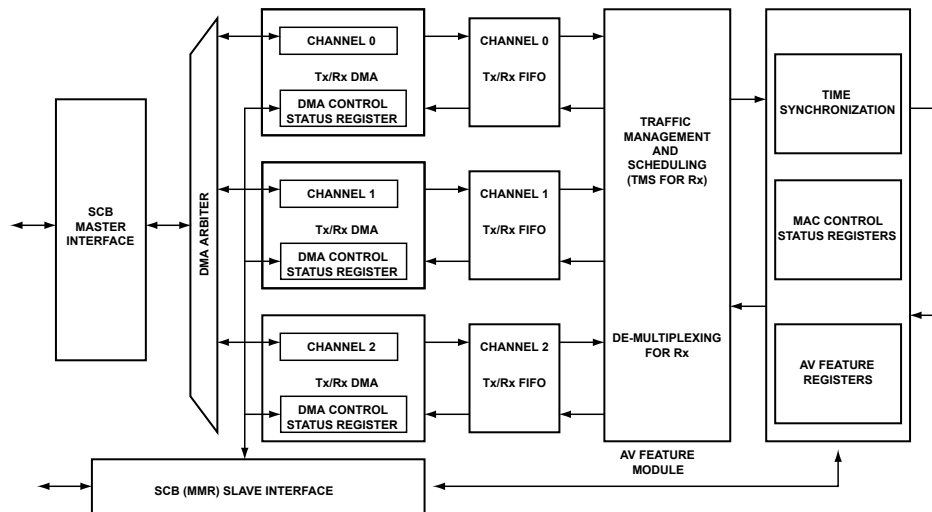 SCB
MASTER
INTERFACE
DMA ARBITER
CHANNEL 0
Tx/Rx DMA
DMA CONTROL
STATUS REGISTER
CHANNEL 0
Tx/Rx FIFO
CHANNEL 1
Tx/Rx DMA
DMA CONTROL
STATUS REGISTER
CHANNEL 1
Tx/Rx FIFO
CHANNEL 2
Tx/Rx DMA
DMA CONTROL
STATUS REGISTER
CHANNEL 2
Tx/Rx FIFO
TRAFFIC
MANAGEMENT
AND
SCHEDULING
(TMS FOR Rx)
DE-MULTIPLEXING
FOR Rx
AV FEATURE
MODULE
TIME
SYNCHRONIZATION
MAC CONTROL
STATUS REGISTERS
AV FEATURE
REGISTERS
SCB (MMR) SLAVE INTERFACE